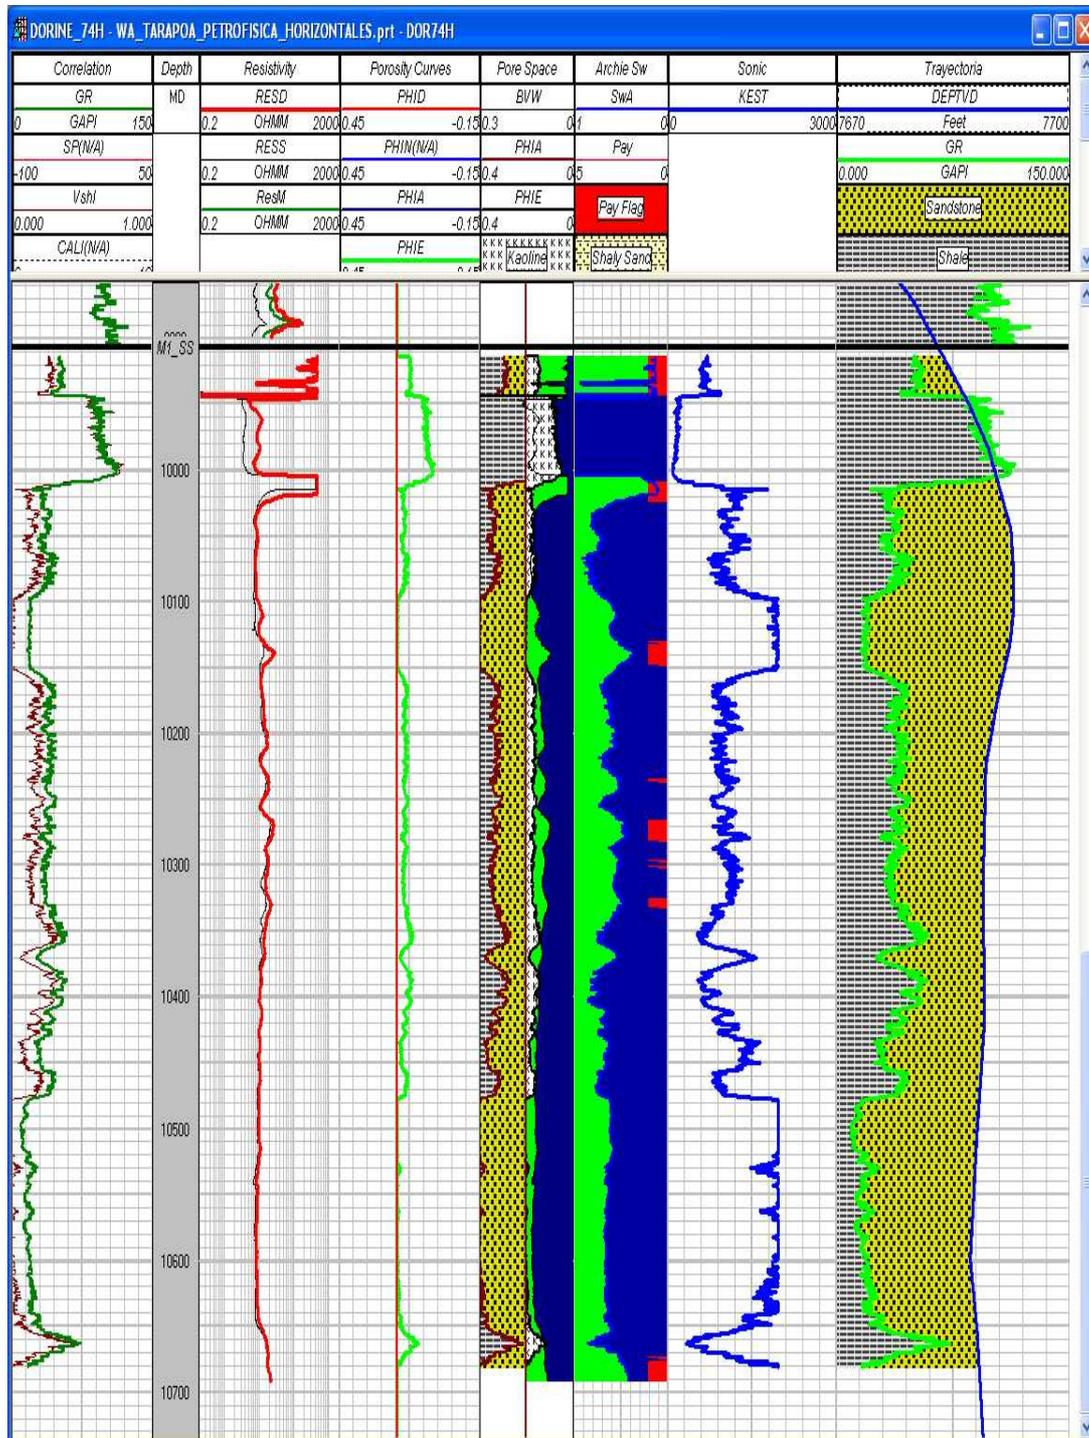 DORINE_74H - WA_TARAPOA_PETROFISICA_HORIZONTALES.prt - DOR74H
Correlation Depth Resistivity Porosity Curves Pore Space Archie Sw Sonic Trayectoria
GR MD RESD PHID BVW SwA KEST DEPTVD
0 GAPI 150 0.2 OHMM 2000 0.45 -0.15 0.3 0 1 0 0 3000 7670 Feet 7700
SP(N/A) RESS PHIN(N/A) PHIA Pay GR
-100 50 0.2 OHMM 2000 0.45 -0.15 0.4 0 5 0 0.000 GAPI 150.000
Vshl ResM PHIA PHIE Pay Flag Sandstone
0.000 1.000 0.2 OHMM 2000 0.45 -0.15 0.4 0
CALI(N/A) PHIE Kaoline Shaly Sand Shale
M1_SS
10000
10100
10200
10300
10400
10500
10600
10700